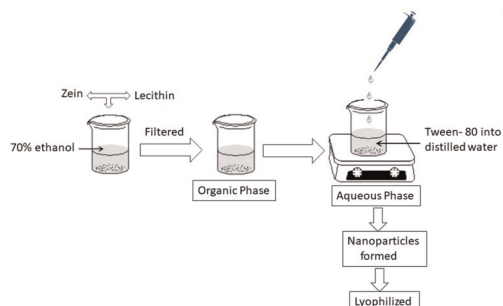 Zein
Lecithin
70% ethanol
Filtered
Organic Phase
Tween- 80 into
distilled water
Aqueous Phase
Nanoparticles
formed
Lyophilized